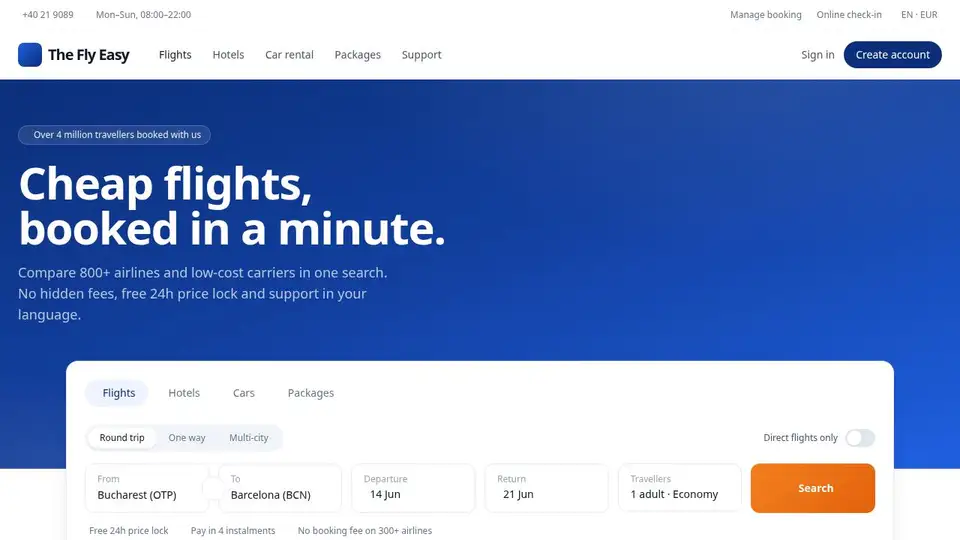 +40 21 9089
Mon–Sun, 08:00–22:00
Manage booking
Online check-in
EN · EUR
The Fly Easy
Flights
Hotels
Car rental
Packages
Support
Sign in
Create account
Over 4 million travellers booked with us
Cheap flights,
booked in a minute.
Compare 800+ airlines and low-cost carriers in one search.
No hidden fees, free 24h price lock and support in your
language.
Flights
Hotels
Cars
Packages
Round trip
One way
Multi-city
Direct flights only
From
Bucharest (OTP)
To
Barcelona (BCN)
Departure
14 Jun
Return
21 Jun
Travellers
1 adult · Economy
Search
Free 24h price lock
Pay in 4 instalments
No booking fee on 300+ airlines